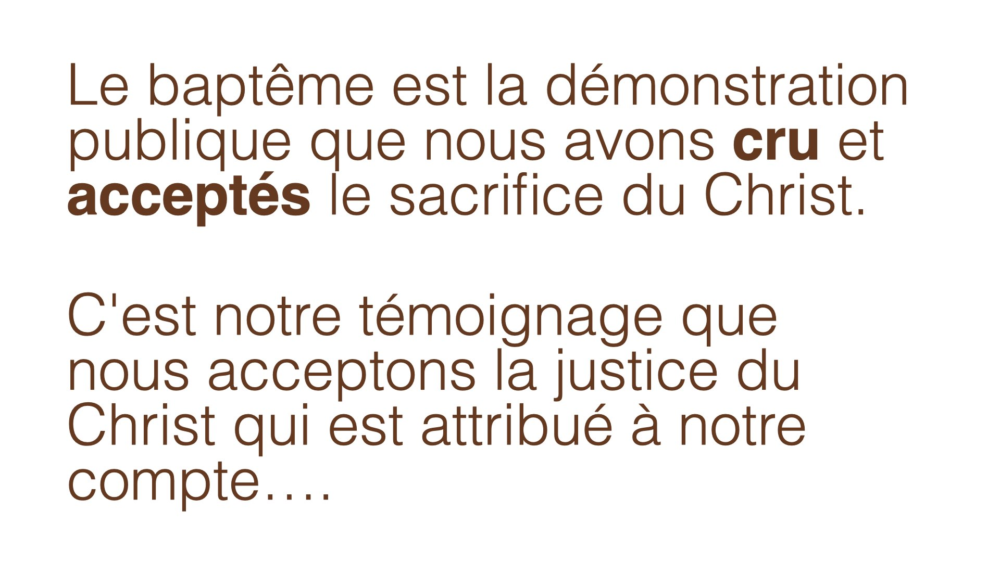 Le baptême est la démonstration
publique que nous avons cru et
acceptés le sacrifice du Christ.
C'est notre témoignage que
nous acceptons la justice du
Christ qui est attribué à notre
compte….